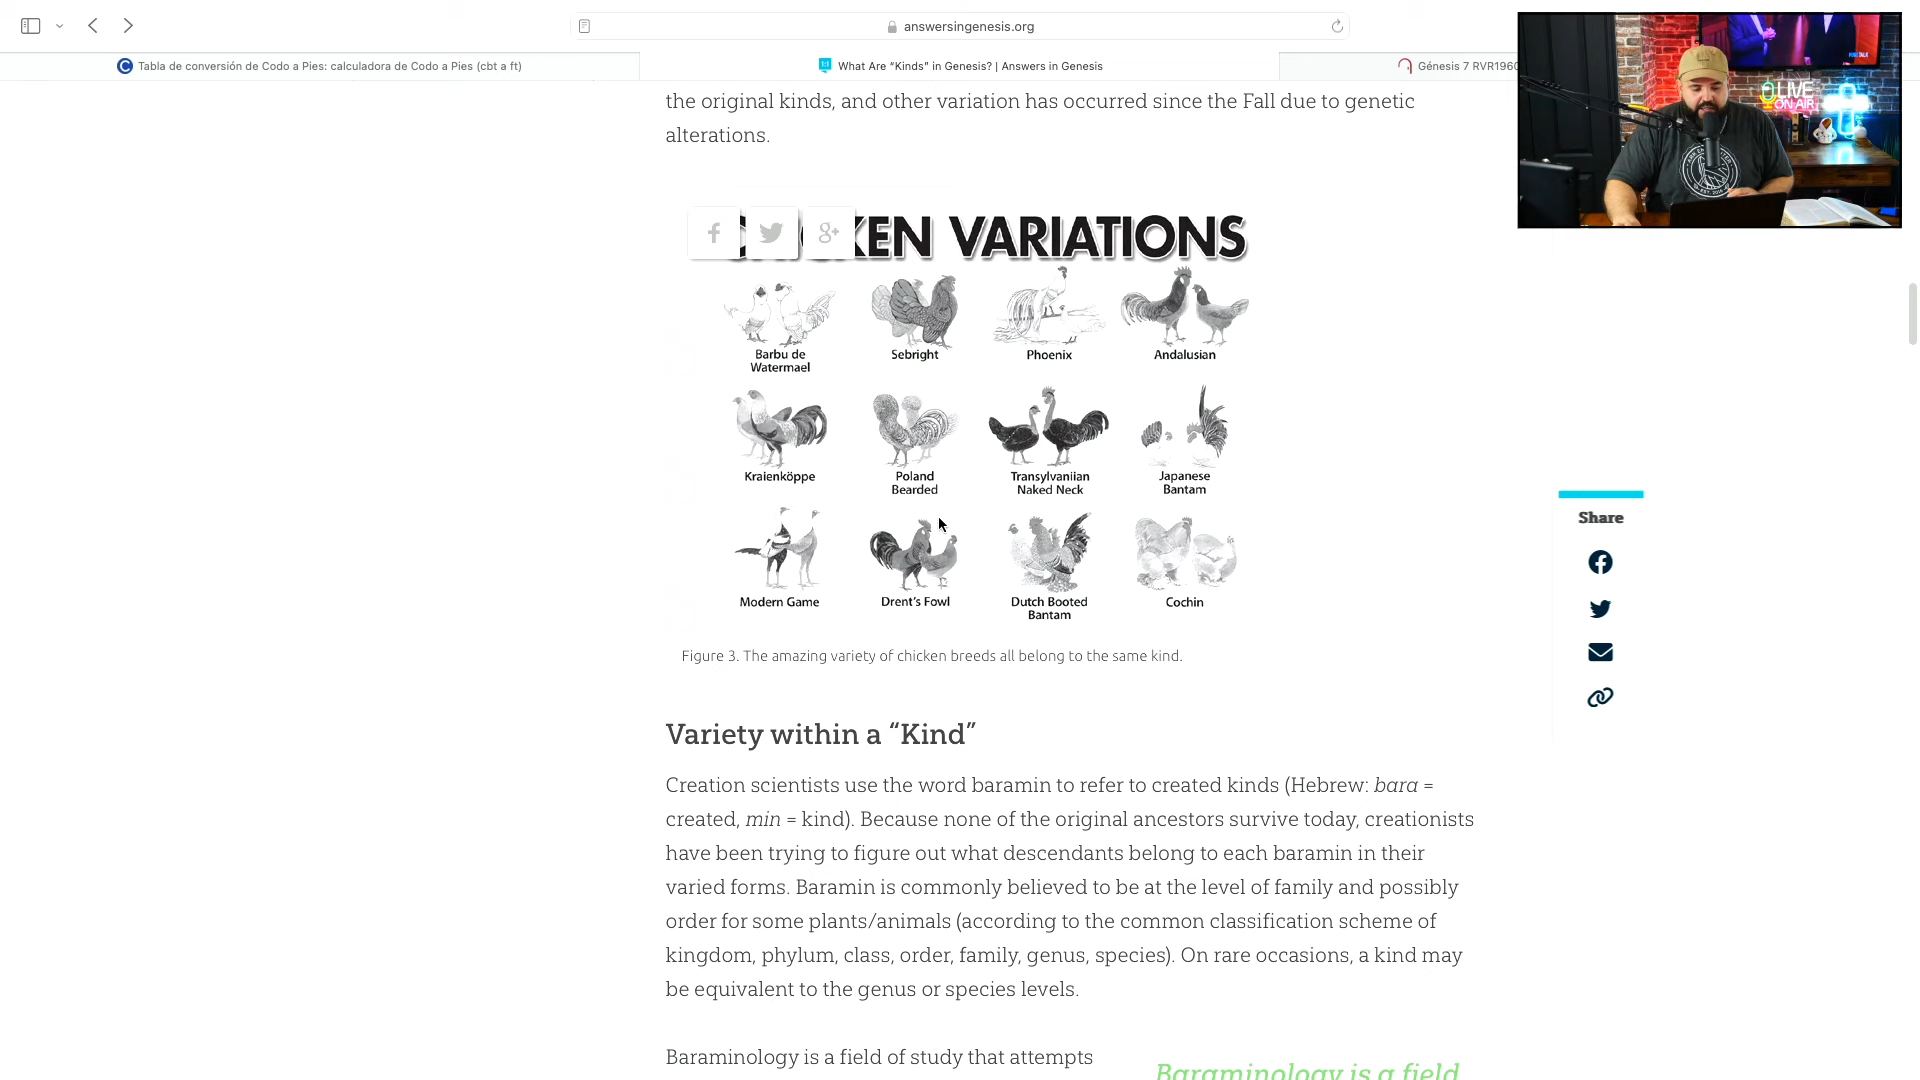 answersingenesis.org
Tabla de conversión de Codo a Pies: calculadora de Codo a Pies (cbt a ft)
What Are “Kinds” in Genesis? | Answers in Genesis
Génesis 7 RVR1960
LIVE
ON AIR
the original kinds, and other variation has occurred since the Fall due to genetic
alterations.
KEN VARIATIONS
Barbu de
Watermael
Sebright
Phoenix
Andalusian
Kraienköppe
Poland
Bearded
Transylvaniian
Naked Neck
Japanese
Bantam
Modern Game
Drent's Fowl
Dutch Booted
Bantam
Cochin
Figure 3. The amazing variety of chicken breeds all belong to the same kind.
Share
Variety within a “Kind”
Creation scientists use the word baramin to refer to created kinds (Hebrew: bara =
created, min = kind). Because none of the original ancestors survive today, creationists
have been trying to figure out what descendants belong to each baramin in their
varied forms. Baramin is commonly believed to be at the level of family and possibly
order for some plants/animals (according to the common classification scheme of
kingdom, phylum, class, order, family, genus, species). On rare occasions, a kind may
be equivalent to the genus or species levels.
Baraminology is a field of study that attempts
Baraminology is a field